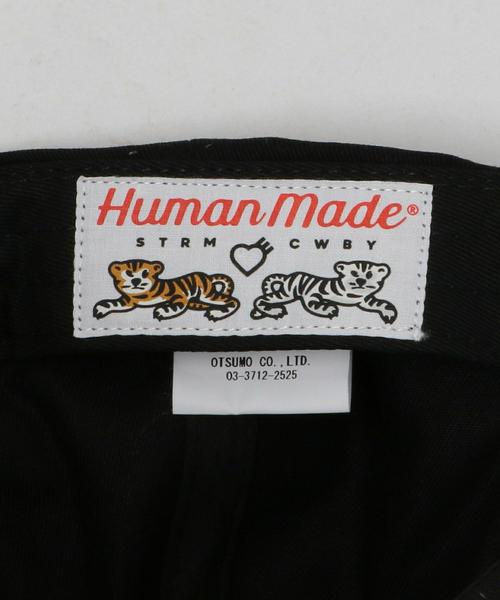 Human Made®
STRM CWBY
OTSUMO CO.,LTD.
03-3712-2525